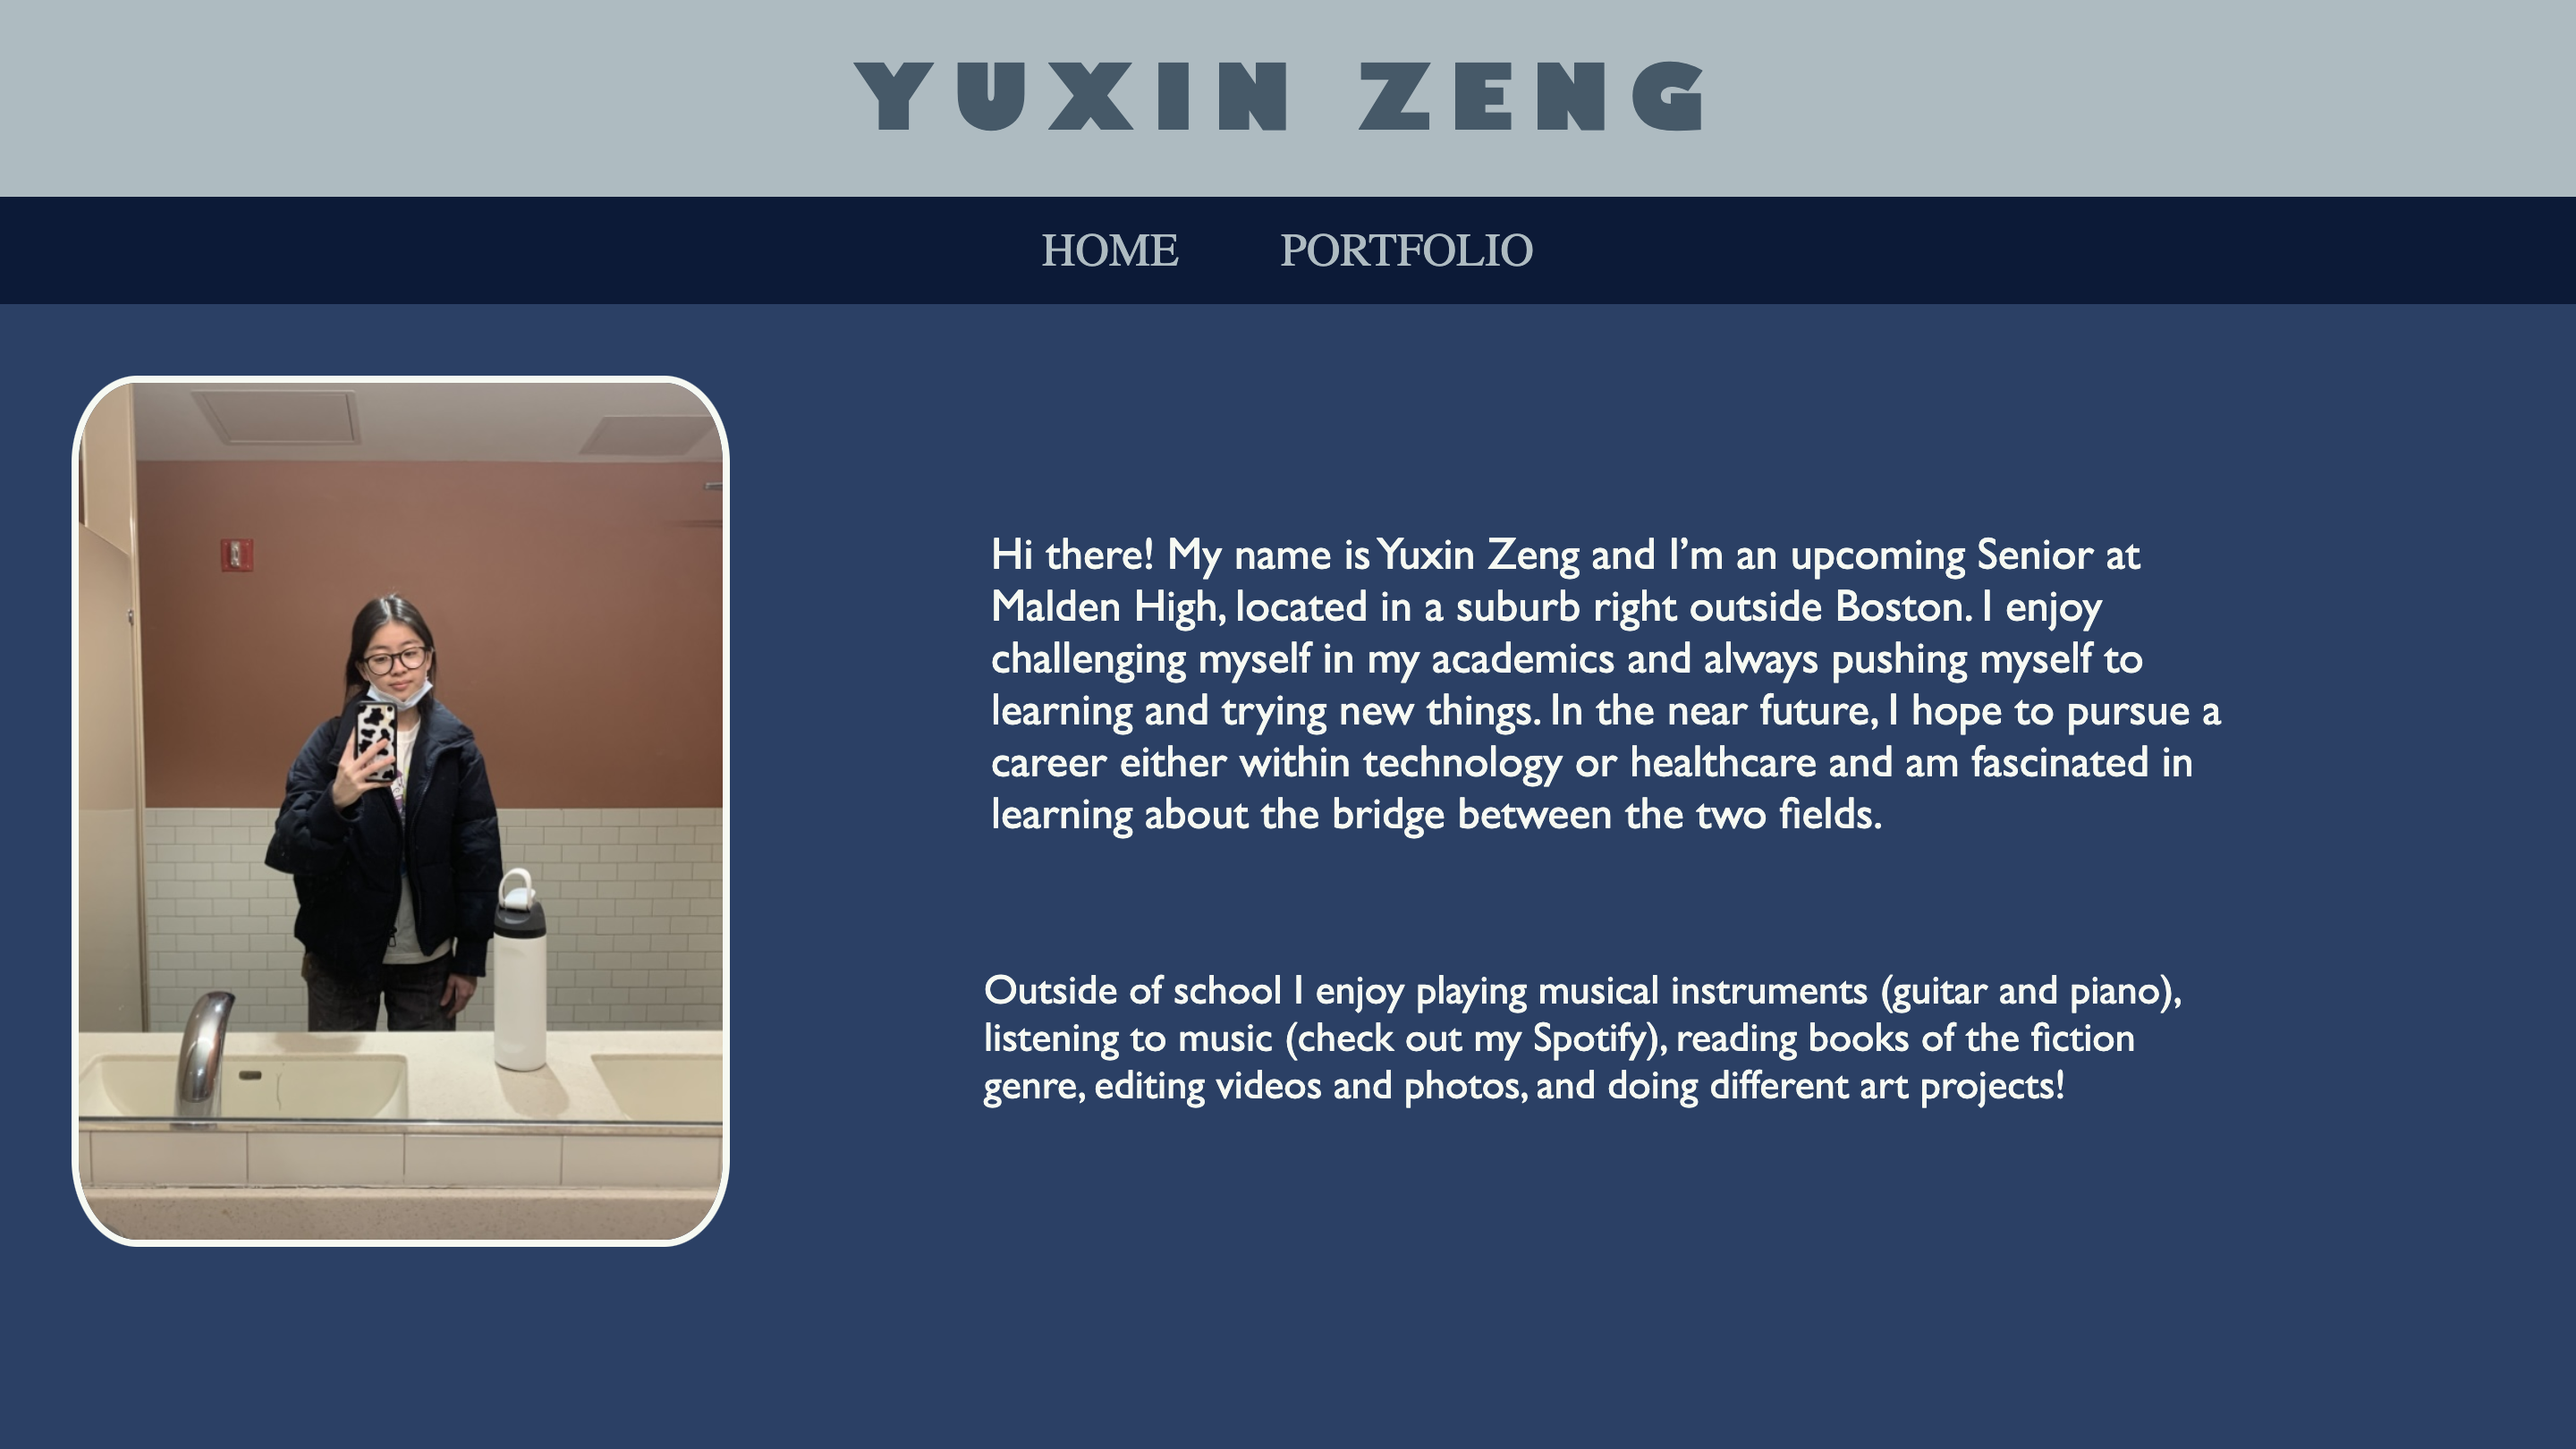 YUXIN ZENG
HOME PORTFOLIO
Hi there! My name is Yuxin Zeng and I’m an upcoming Senior at
Malden High, located in a suburb right outside Boston. I enjoy
challenging myself in my academics and always pushing myself to
learning and trying new things. In the near future, I hope to pursue a
career either within technology or healthcare and am fascinated in
learning about the bridge between the two fields.
Outside of school I enjoy playing musical instruments (guitar and piano),
listening to music (check out my Spotify), reading books of the fiction
genre, editing videos and photos, and doing different art projects!